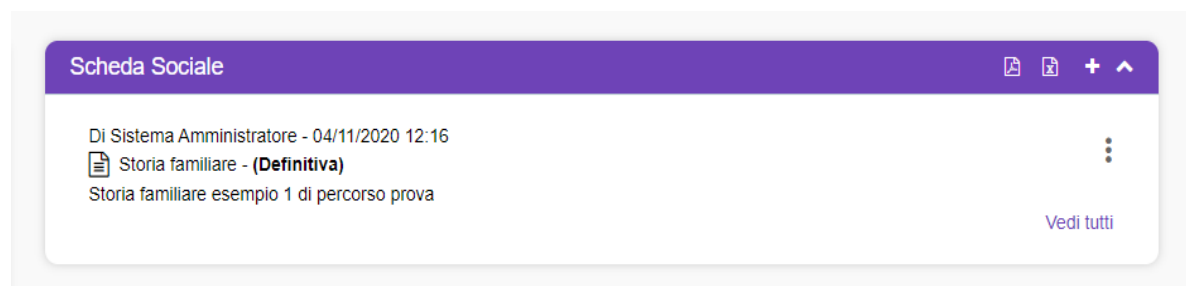 Scheda Sociale
Di Sistema Amministratore - 04/11/2020 12:16
Storia familiare - (Definitiva)
Storia familiare esempio 1 di percorso prova
Vedi tutti